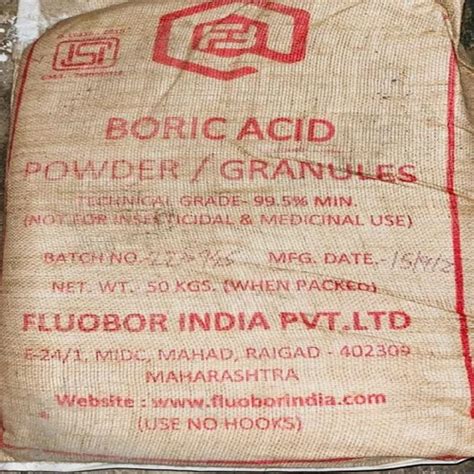 ISI
BORIC ACID
POWDER / GRANULES
TECHNICAL GRADE- 99.5% MIN.
(NOT FOR INSECTICIDAL & MEDICINAL USE)
BATCH NO.- MFG. DATE.-
NET. WT. 50 KGS. (WHEN PACKED)
FLUOBOR INDIA PVT.LTD
E-24/1, MIDC, MAHAD, RAIGAD - 402309
MAHARASHTRA
Website : www.fluoborindia.com
(USE NO HOOKS)